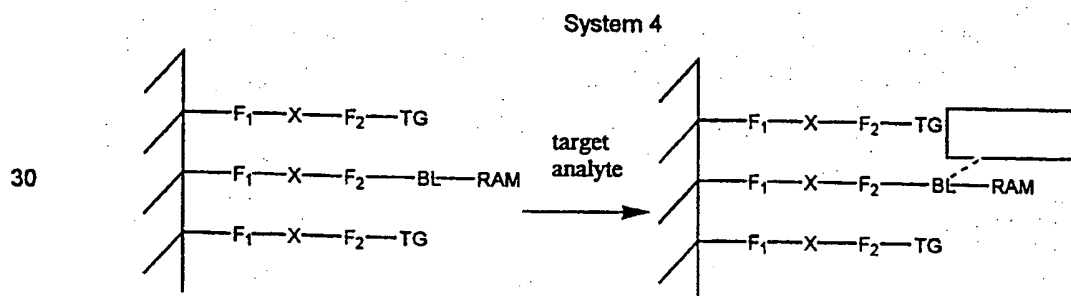 System 4
F₁—X—F₂—TG
F₁—X—F₂—BL—RAM
F₁—X—F₂—TG
30
target
analyte
F₁—X—F₂—TG
F₁—X—F₂—BL—RAM
F₁—X—F₂—TG